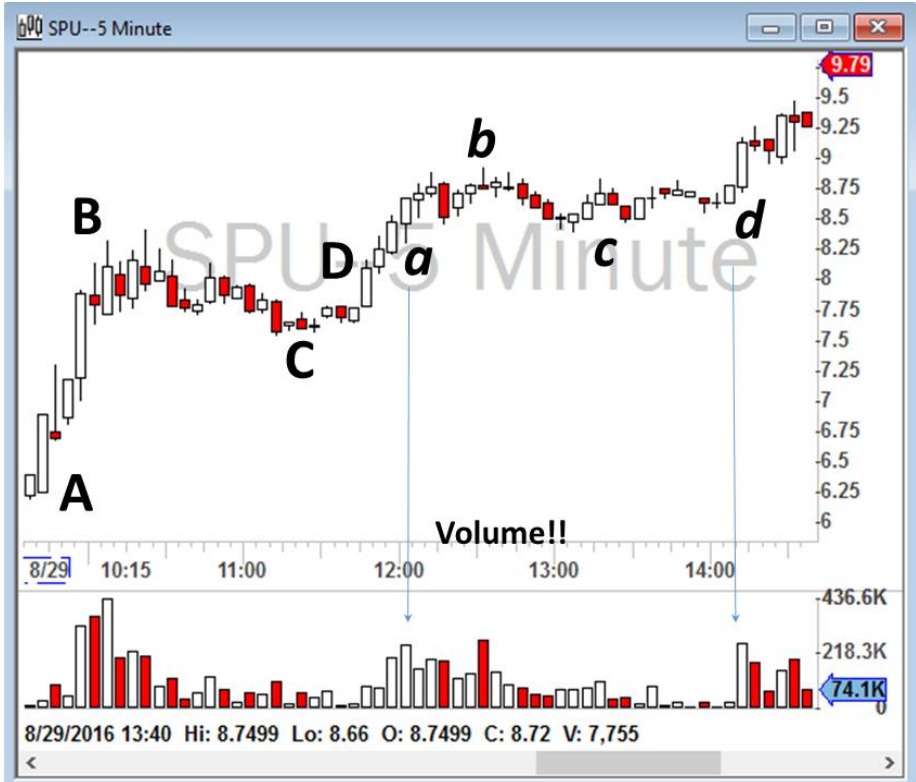 SPU--5 Minute
9.79
9.5
9.25
9
8.75
8.5
8.25
8
7.75
7.5
7.25
7
6.75
6.5
6.25
6
SPU--5 Minute
b
B
D
a
c
d
C
A
Volume!!
8/29 10:15 11:00 12:00 13:00 14:00
436.6K
218.3K
74.1K
0
8/29/2016 13:40 Hi: 8.7499 Lo: 8.66 O: 8.7499 C: 8.72 V: 7,755